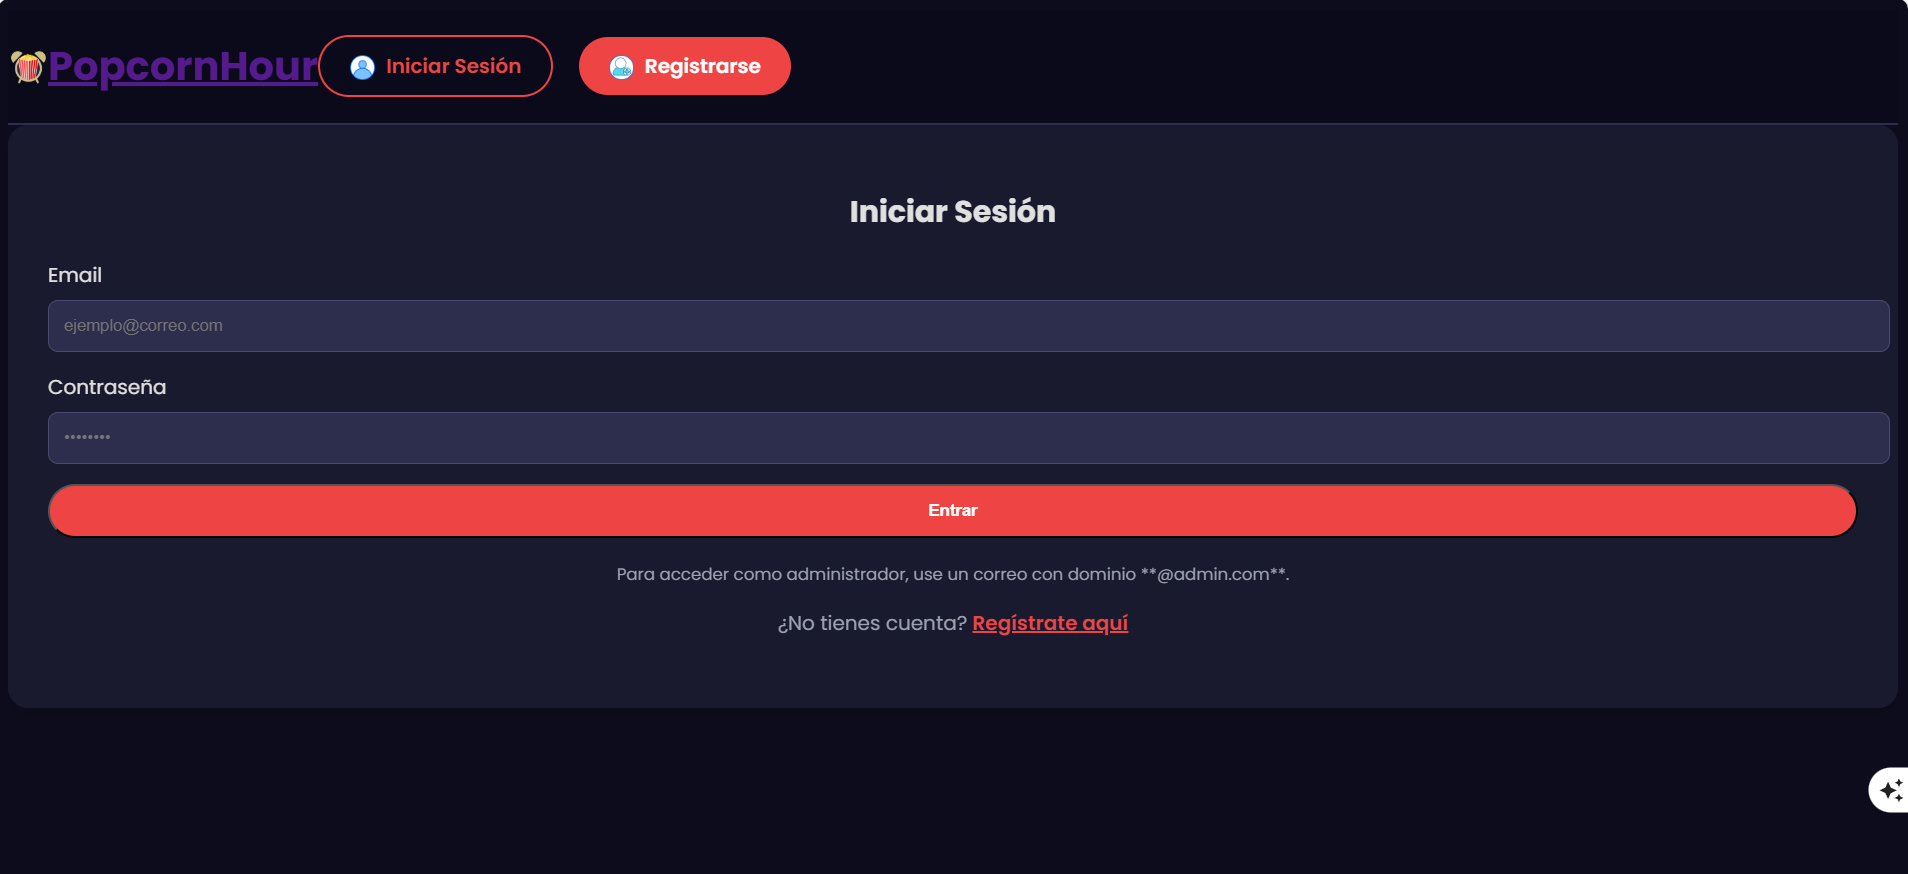 PopcornHour Iniciar Sesión Registrarse
Iniciar Sesión
Email
ejemplo@correo.com
Contraseña
••••••••
Entrar
Para acceder como administrador, use un correo con dominio **@admin.com**.
¿No tienes cuenta? Regístrate aquí